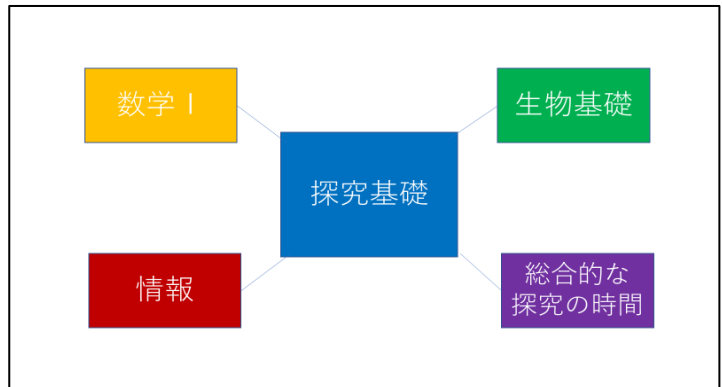 数学Ⅰ
生物基礎
探究基礎
情報
総合的な
探究の時間